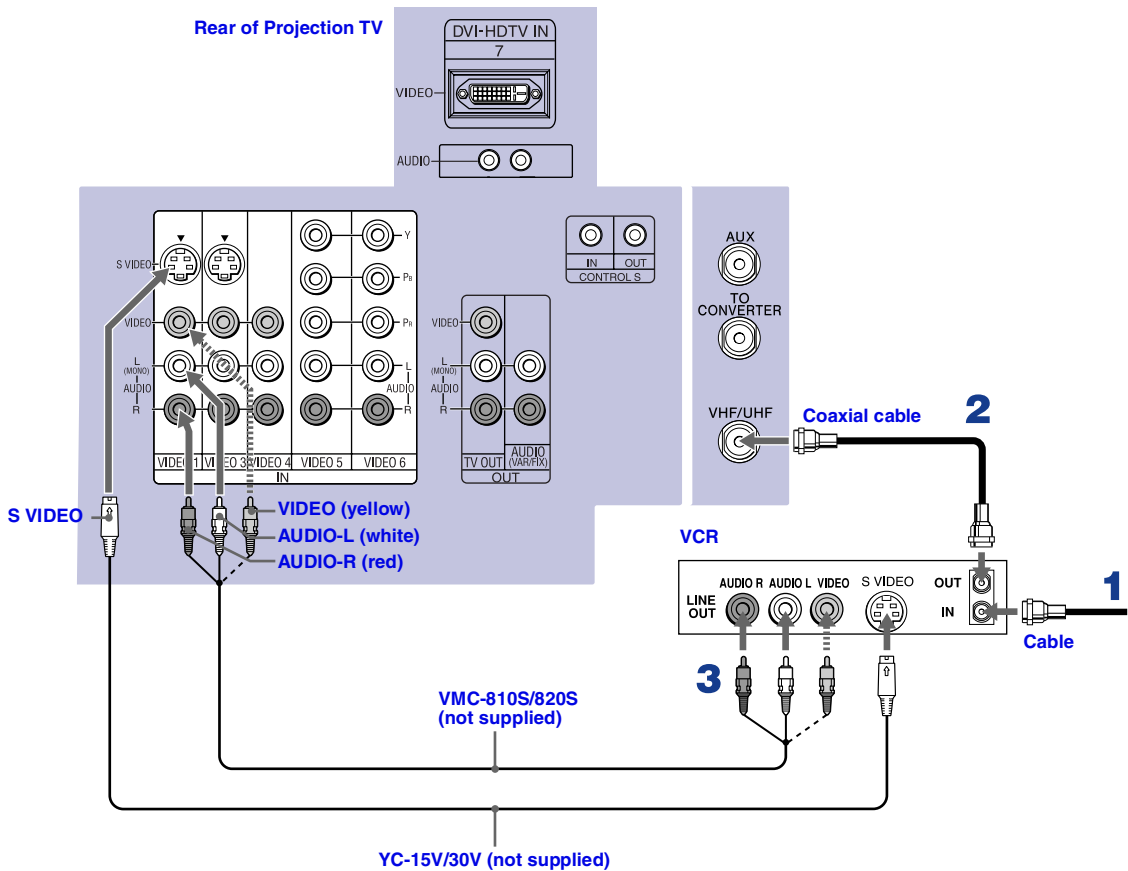 Rear of Projection TV
DVI-HDTV IN
7
VIDEO
AUDIO
S VIDEO
VIDEO
L
(MONO)
AUDIO
R
Y
PB
PR
L
AUDIO
R
VIDEO 1
VIDEO 3
VIDEO 4
VIDEO 5
VIDEO 6
IN
VIDEO
L
(MONO)
AUDIO
R
TV OUT
AUDIO
(VAR/FIX)
OUT
IN
OUT
CONTROL S
AUX
TO
CONVERTER
VHF/UHF
Coaxial cable
2
S VIDEO
VIDEO (yellow)
AUDIO-L (white)
AUDIO-R (red)
VCR
AUDIO R
AUDIO L
VIDEO
S VIDEO
OUT
LINE
OUT
IN
1
Cable
3
VMC-810S/820S
(not supplied)
YC-15V/30V (not supplied)